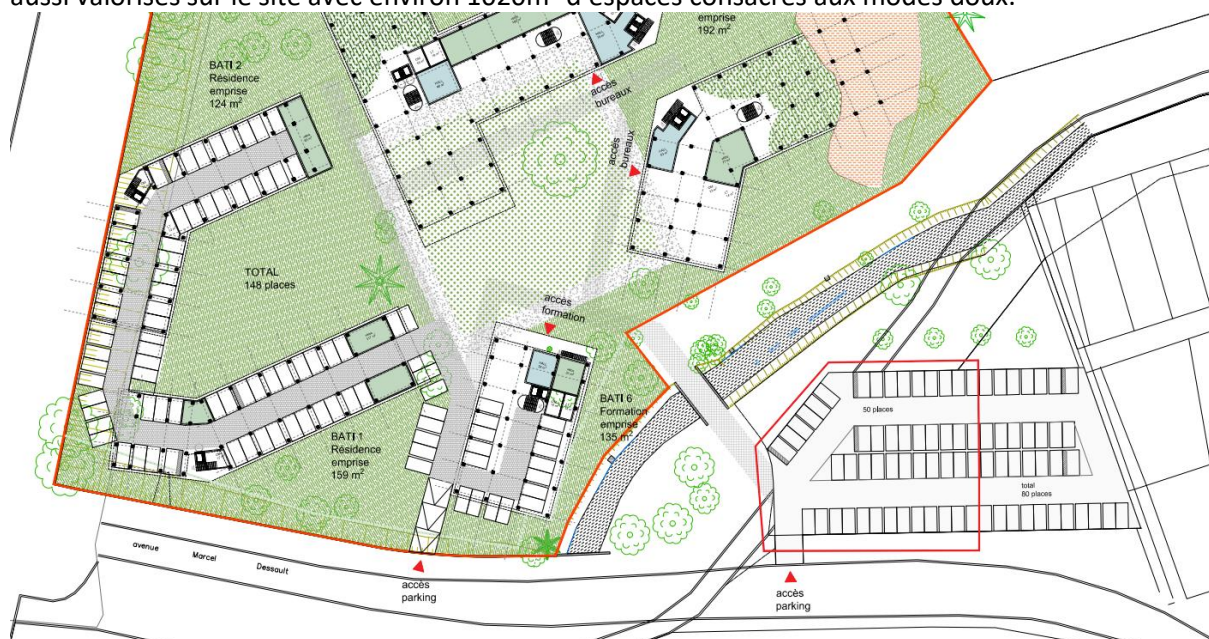 aussi valorisés sur le site avec environ 1020m² d'espaces consacrés aux modes doux.
emprise
192 m²
BATI 2
Résidence
emprise
124 m²
accès
bureaux
accès
bureaux
TOTAL
148 places
accès
formation
BATI 6
Formation
emprise
135 m²
50 places
BATI 1
Résidence
emprise
159 m²
total
80 places
avenue Marcel Dessault
accès
parking
accès
parking